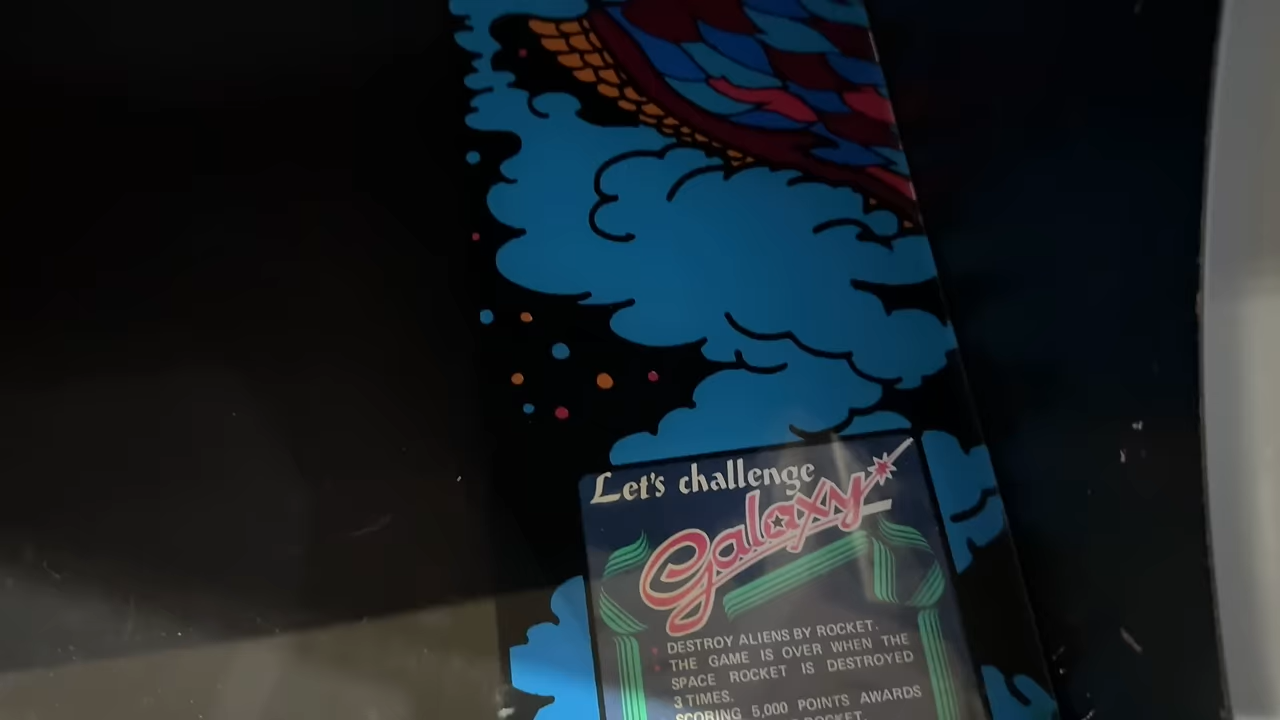 Let's challenge
Galaxy
DESTROY ALIENS BY ROCKET.
THE GAME IS OVER WHEN THE
SPACE ROCKET IS DESTROYED
3 TIMES.
SCORING 5,000 POINTS AWARDS
ROCKET.